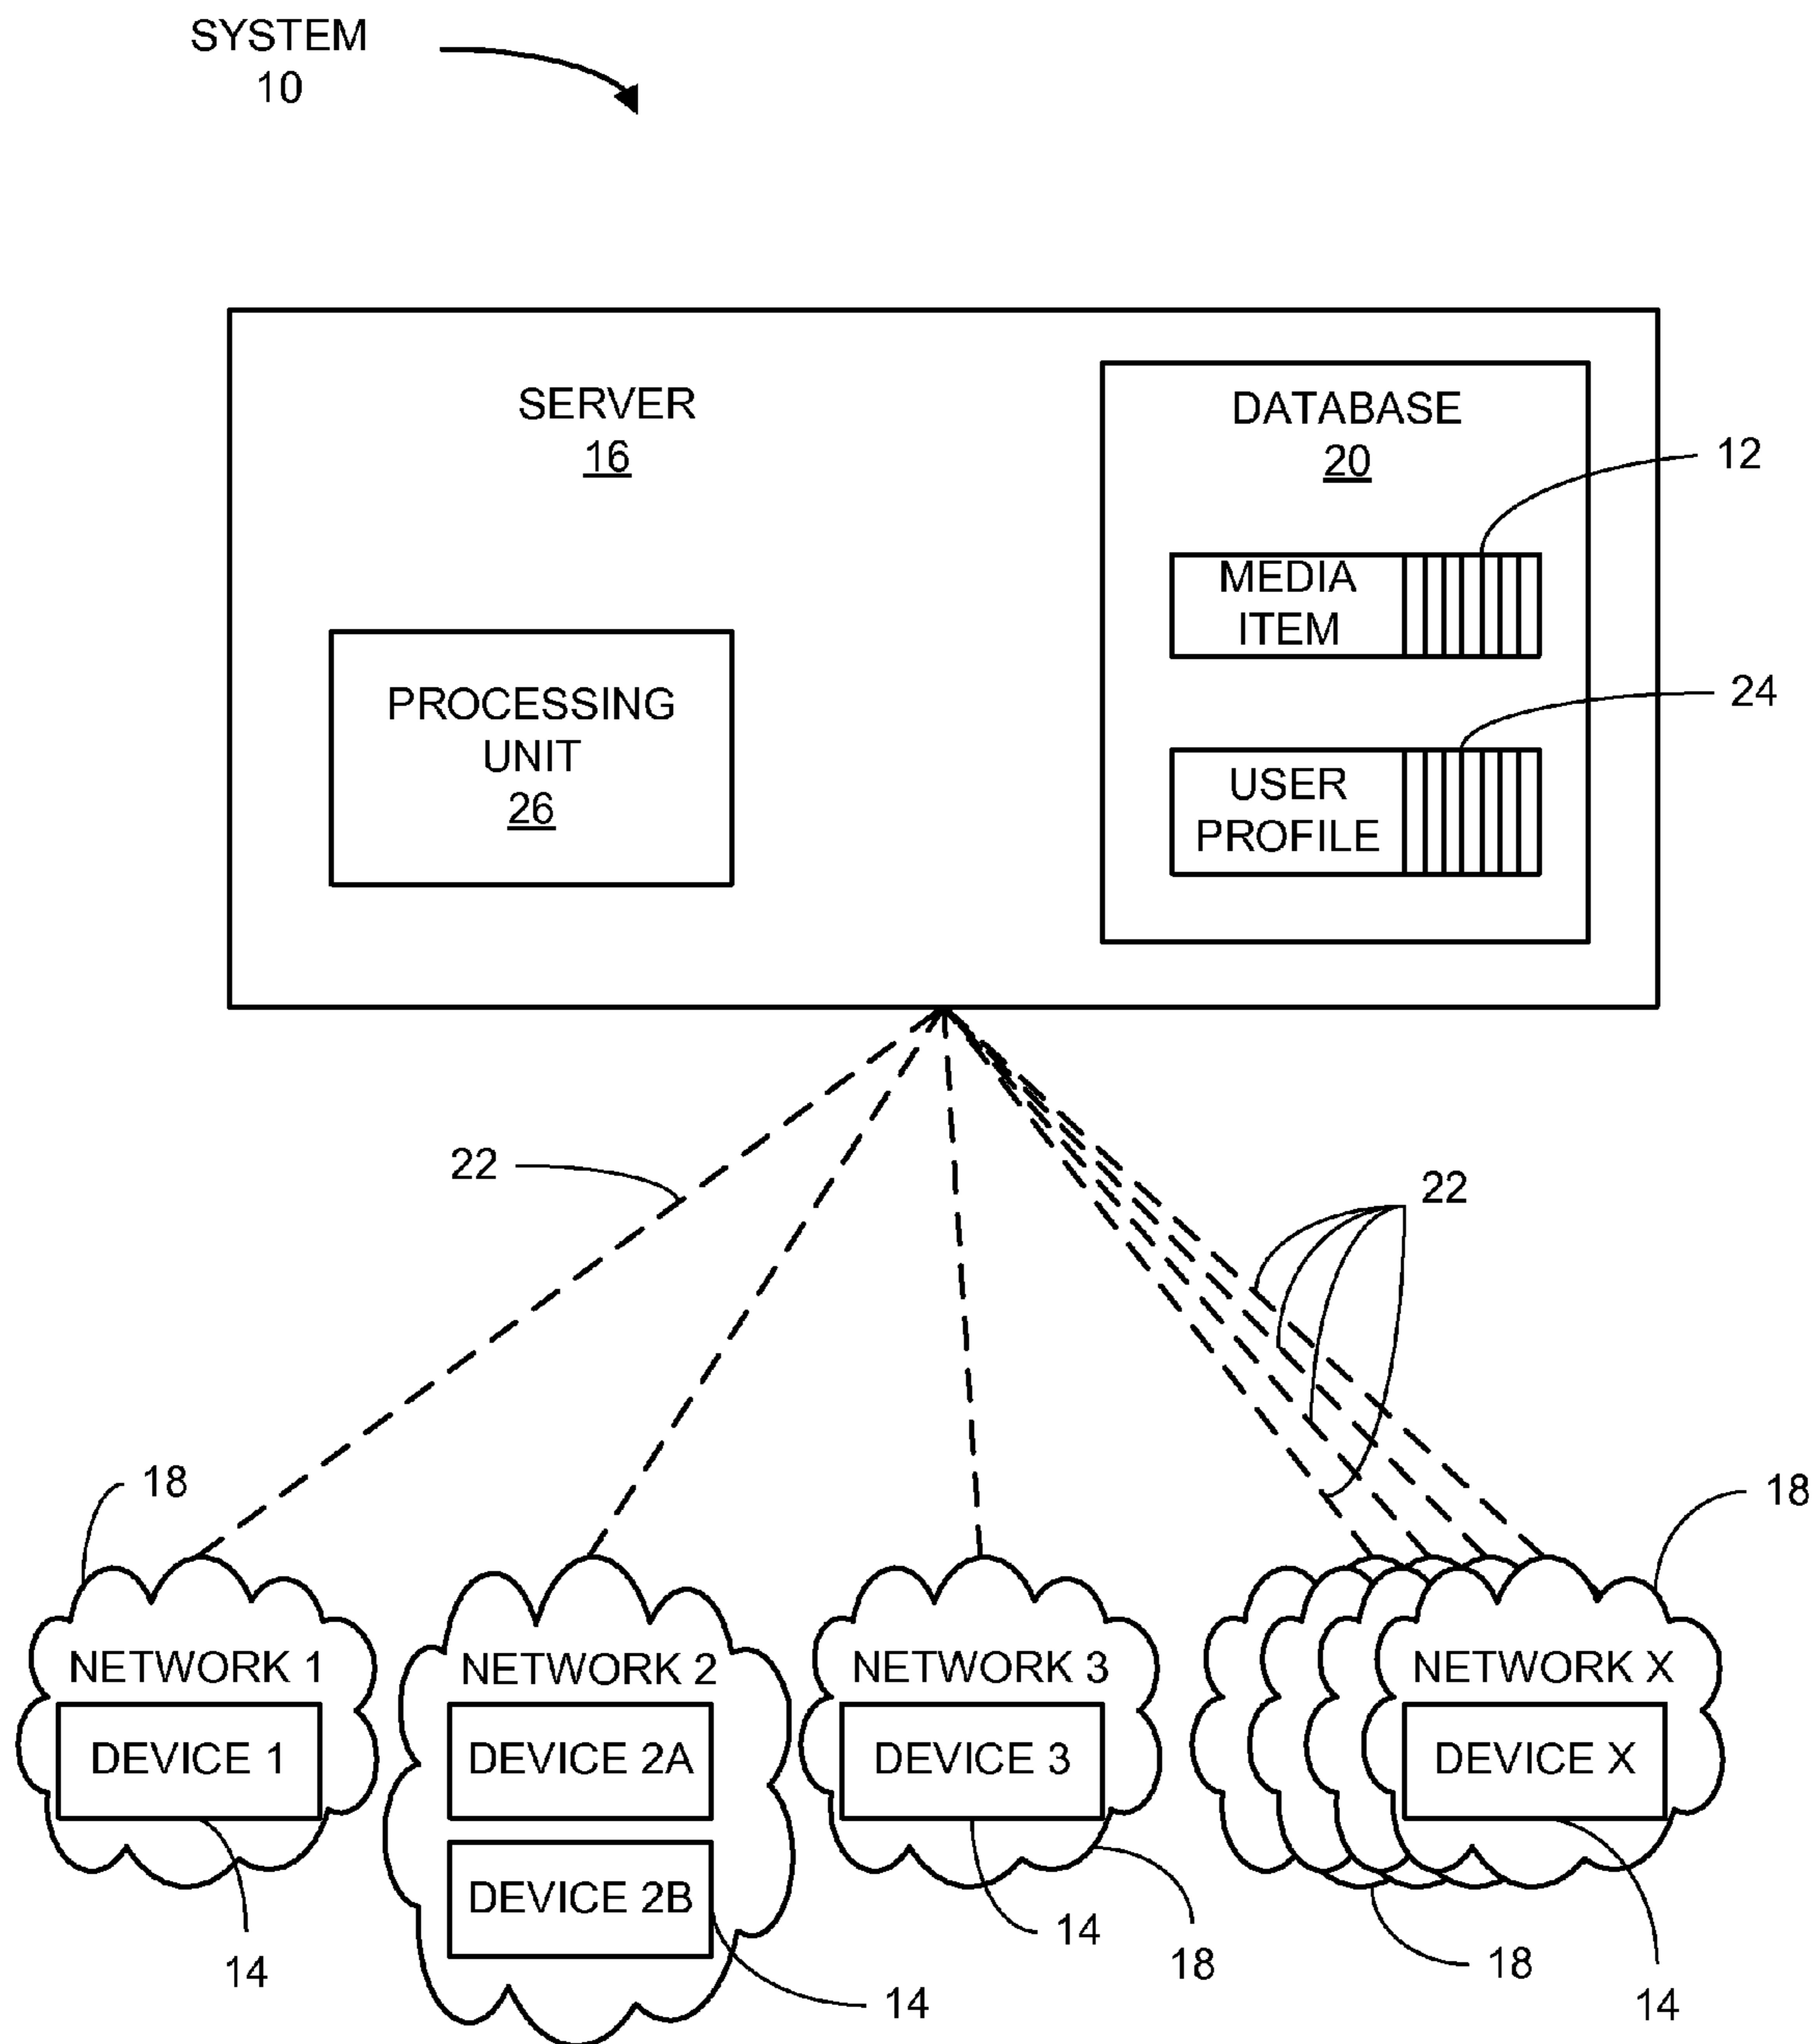 SYSTEM
10
SERVER
16
DATABASE
20
12
MEDIA
ITEM
24
PROCESSING
UNIT
26
USER
PROFILE
22
22
18
18
NETWORK 1
DEVICE 1
NETWORK 2
DEVICE 2A
DEVICE 2B
NETWORK 3
DEVICE 3
NETWORK X
DEVICE X
14
14
14
18
18
14